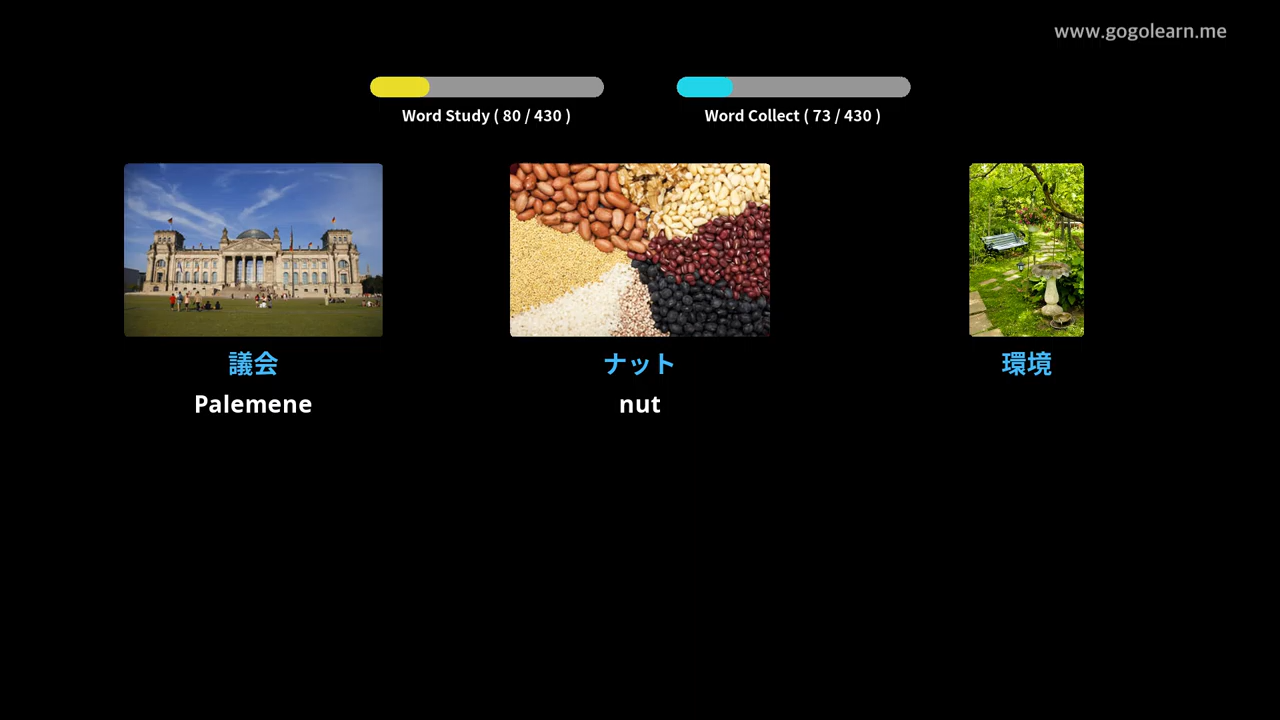 www.gogolearn.me
Word Study ( 80 / 430 )
Word Collect ( 73 / 430 )
議会
ナット
環境
Palemene
nut